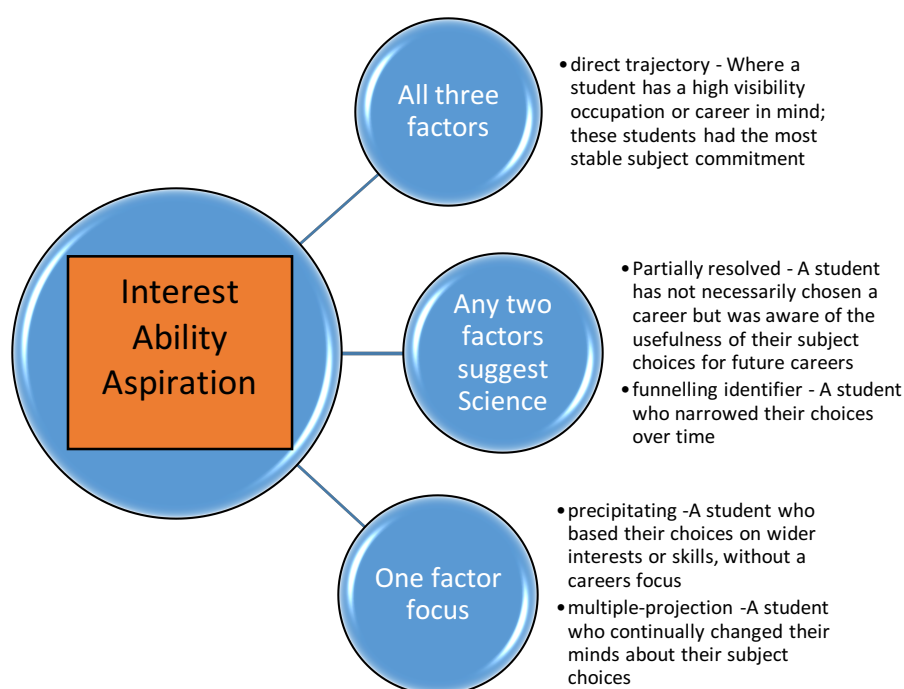 All three
factors
• direct trajectory - Where a
student has a high visibility
occupation or career in mind;
these students had the most
stable subject commitment
Interest
Ability
Aspiration
Any two
factors
suggest
Science
• Partially resolved - A student
has not necessarily chosen a
career but was aware of the
usefulness of their subject
choices for future careers
• funnelling identifier - A student
who narrowed their choices
over time
One factor
focus
• precipitating -A student who
based their choices on wider
interests or skills, without a
careers focus
• multiple-projection -A student
who continually changed their
minds about their subject
choices